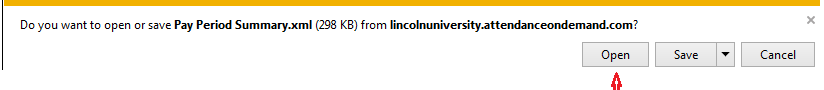 Do you want to open or save Pay Period Summary.xml (298 KB) from lincolnuniversity.attendanceondemand.com?
Open Save Cancel